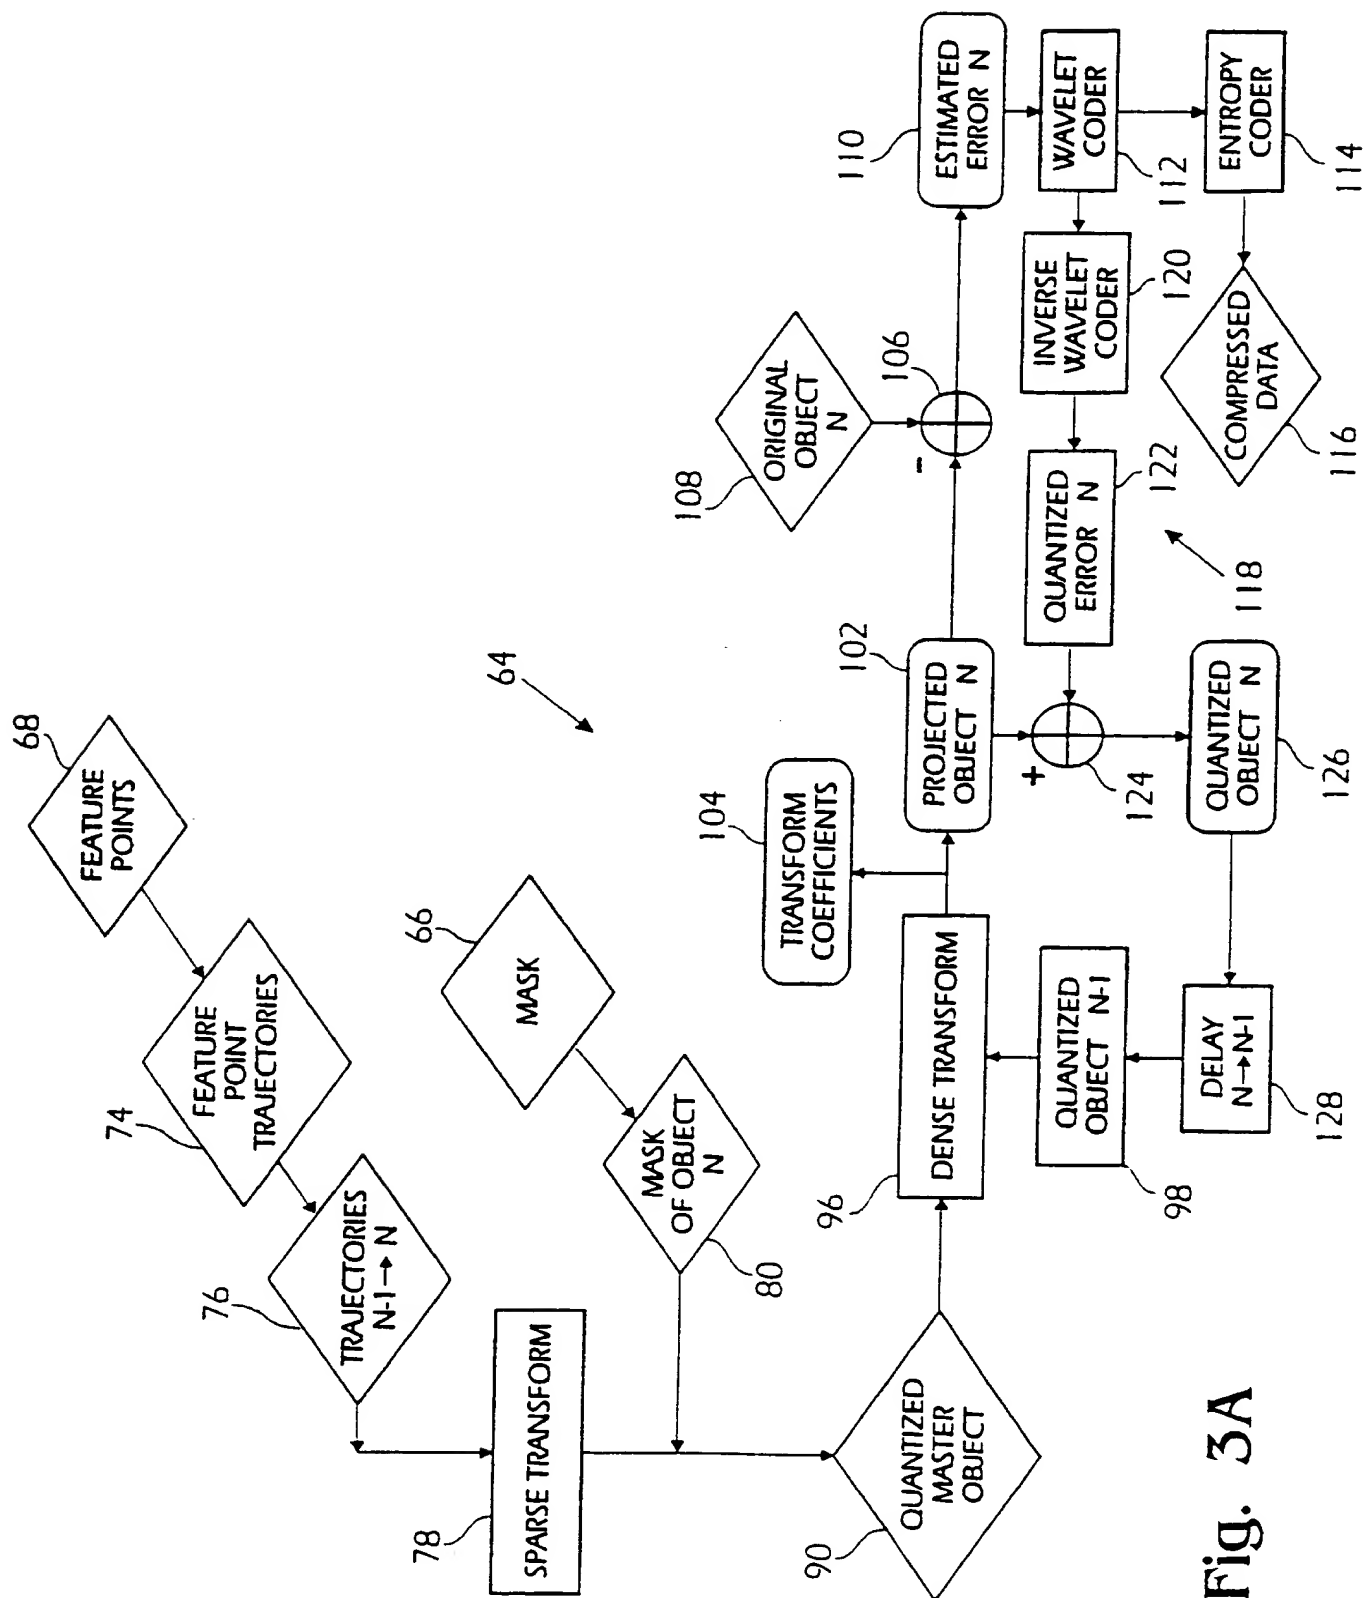 68
FEATURE
POINTS
74
FEATURE
POINT
TRAJECTORIES
76
TRAJECTORIES
N-1→N
78
SPARSE TRANSFORM
64
66
MASK
80
MASK
OF OBJECT
N
90
QUANTIZED
MASTER
OBJECT
96
DENSE TRANSFORM
104
TRANSFORM
COEFFICIENTS
102
PROJECTED
OBJECT N
108
ORIGINAL
OBJECT
N
106
-
110
ESTIMATED
ERROR N
WAVELET
CODER
112
ENTROPY
CODER
114
COMPRESSED
DATA
116
INVERSE
WAVELET
CODER
120
QUANTIZED
ERROR N
122
118
+
124
QUANTIZED
OBJECT N
126
DELAY
N→N-1
128
QUANTIZED
OBJECT N-1
98
Fig. 3A